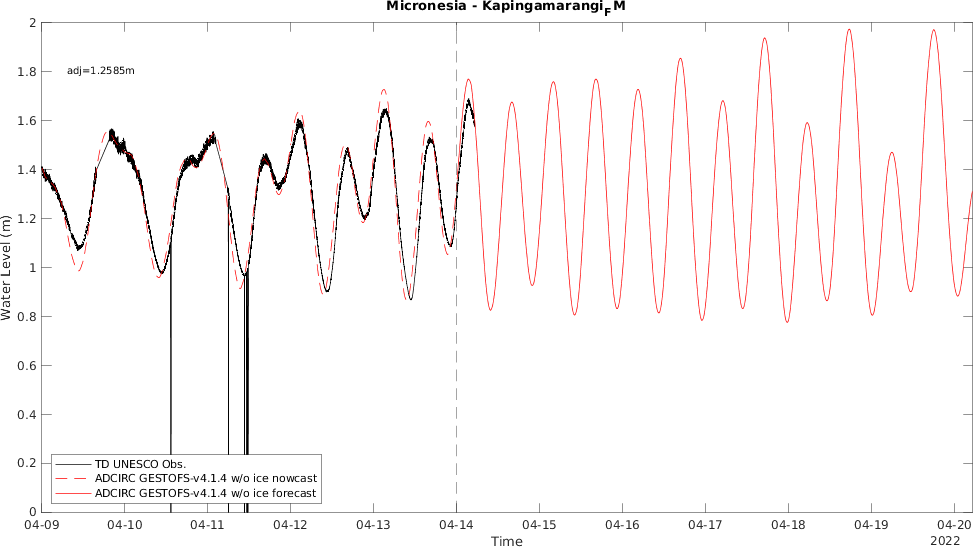 Micronesia - Kapingamarangi_FM
2
1.8
1.6
1.4
1.2
1
0.8
0.6
0.4
0.2
0
Water Level (m)
adj=1.2585m
TD UNESCO Obs.
ADCIRC GESTOFS-v4.1.4 w/o ice nowcast
ADCIRC GESTOFS-v4.1.4 w/o ice forecast
04-09 04-10 04-11 04-12 04-13 04-14 04-15 04-16 04-17 04-18 04-19 04-20
Time
2022